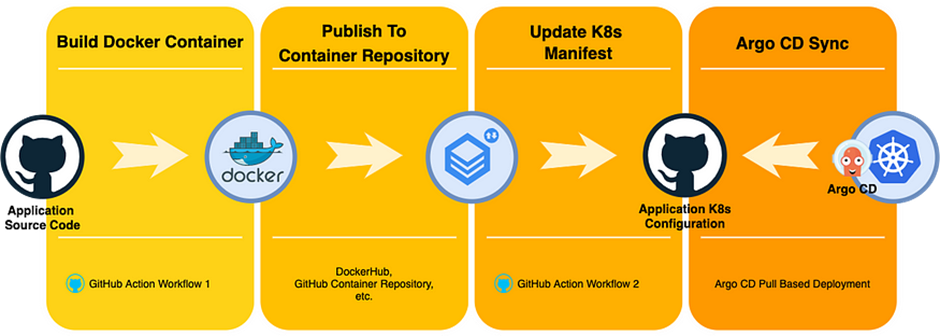 Build Docker Container
Publish To
Container Repository
Update K8s
Manifest
Argo CD Sync
docker
Application
Source Code
Application K8s
Configuration
Argo CD
GitHub Action Workflow 1
DockerHub,
GitHub Container Repository,
etc.
GitHub Action Workflow 2
Argo CD Pull Based Deployment